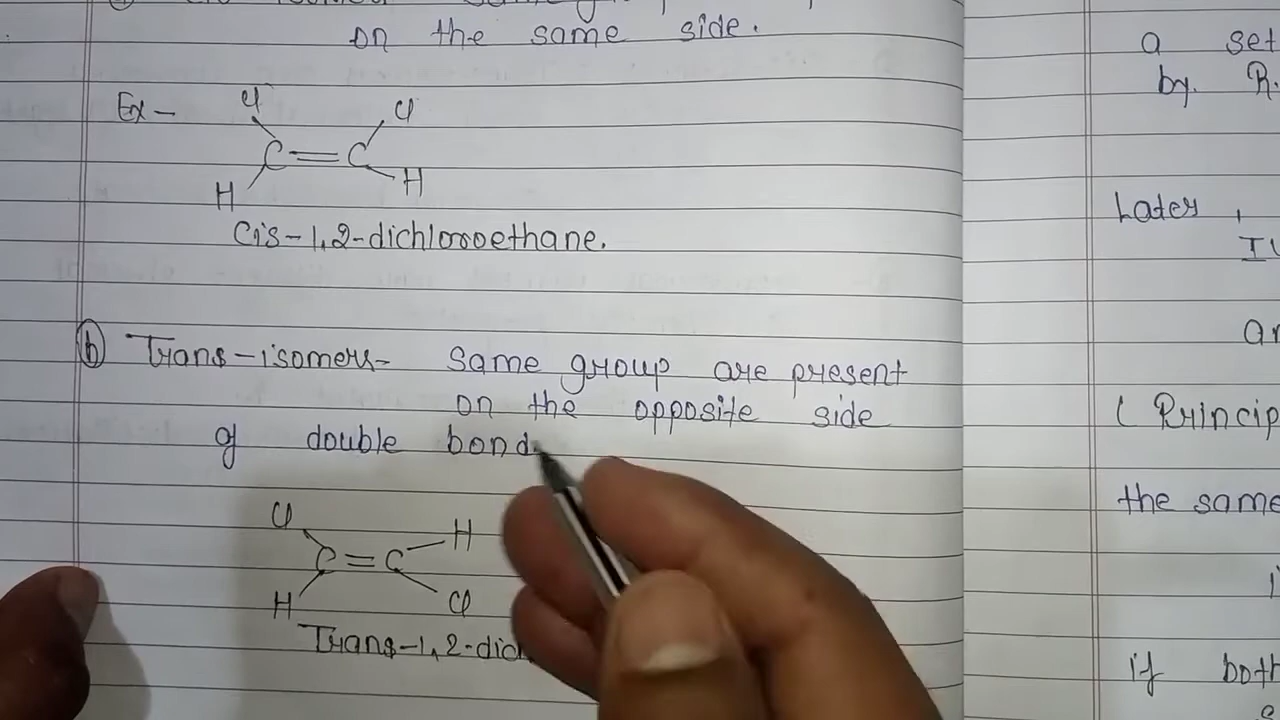 on the same side.
Ex - Cl Cl
C = C
H H
Cis-1,2-dichloroethane.
(b) Trans-isomers- Same group are present
on the opposite side
of double bond.
Cl H
C = C
H Cl
Trans-1,2-dich
a set
by. R.
Later,
(Princip
the same
if both